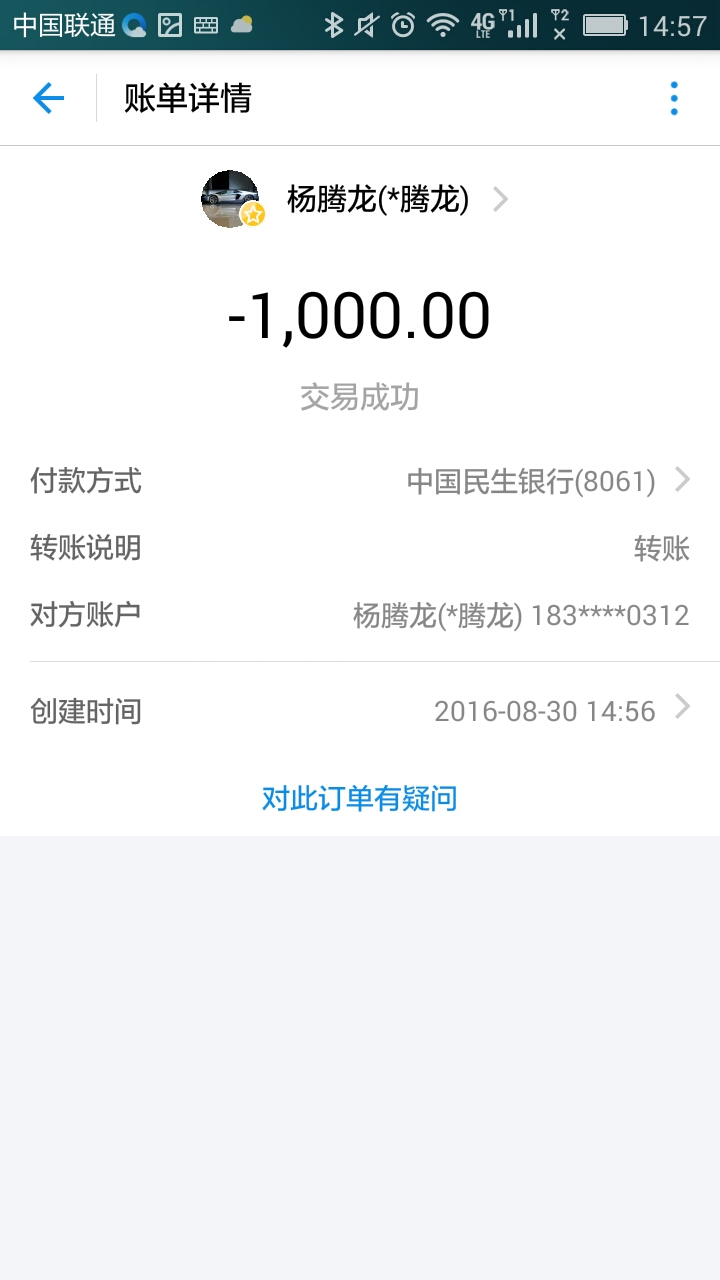 中国联通 4G LTE 1 2 14:57
账单详情
杨腾龙(*腾龙)
-1,000.00
交易成功
付款方式 中国民生银行(8061)
转账说明 转账
对方账户 杨腾龙(*腾龙) 183****0312
创建时间 2016-08-30 14:56
对此订单有疑问